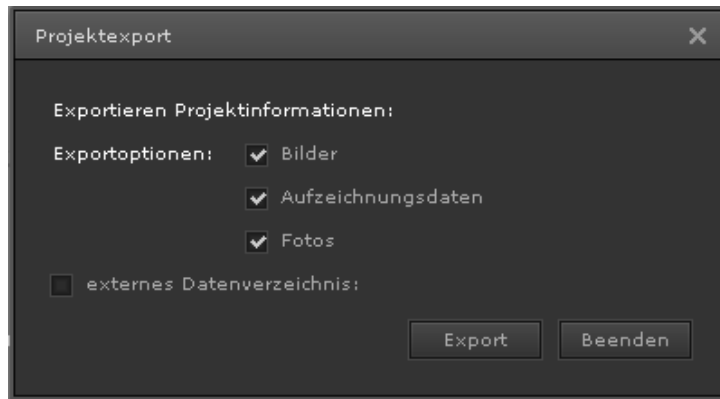 Projektexport
Exportieren Projektinformationen:
Exportoptionen: Bilder
Aufzeichnungsdaten
Fotos
externes Datenverzeichnis:
Export Beenden